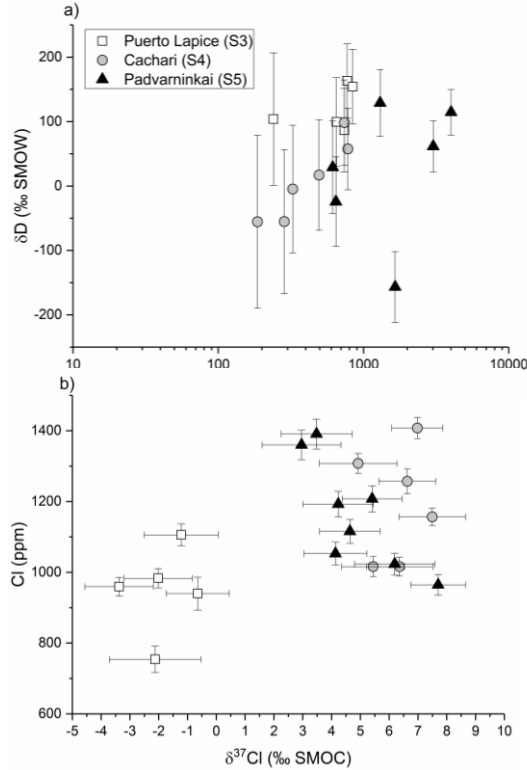 a)
200
100
0
-100
-200
δD (‰ SMOW)
Puerto Lapice (S3)
Cachari (S4)
Padvarninkai (S5)
10 100 1000 10000
b)
1400
1200
1000
800
600
Cl (ppm)
-5 -4 -3 -2 -1 0 1 2 3 4 5 6 7 8 9 10
δ³⁷Cl (‰ SMOC)